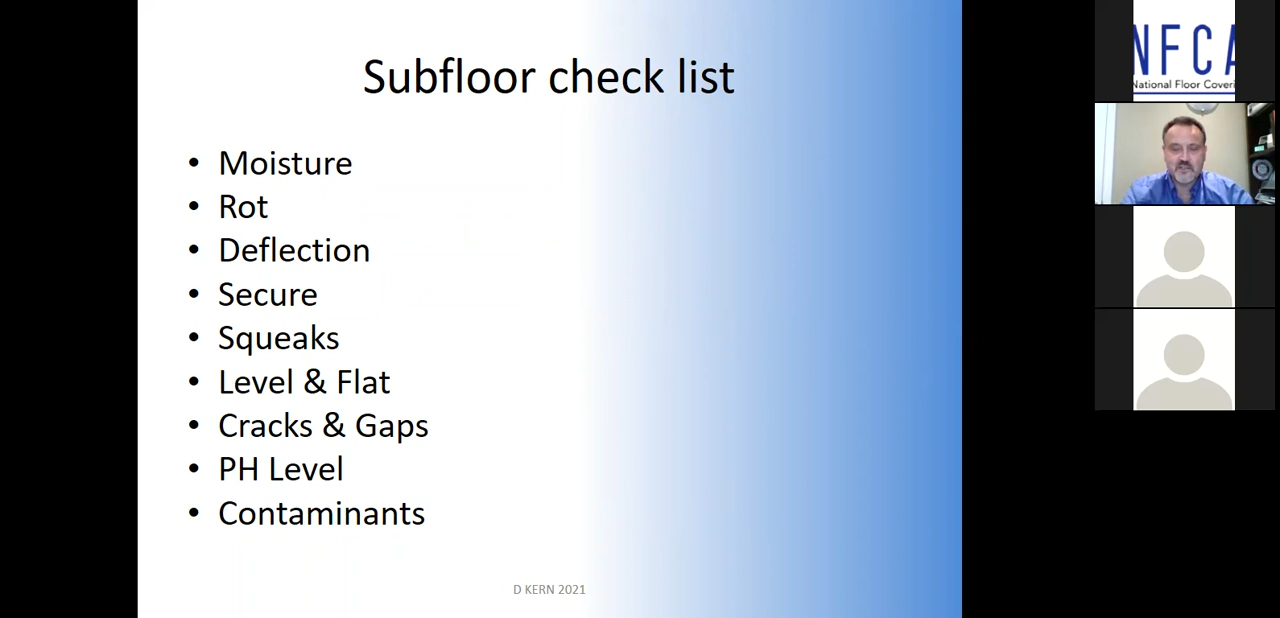 Subfloor check list
• Moisture
• Rot
• Deflection
• Secure
• Squeaks
• Level & Flat
• Cracks & Gaps
• PH Level
• Contaminants
D KERN 2021
NFCA
National Floor Coveri